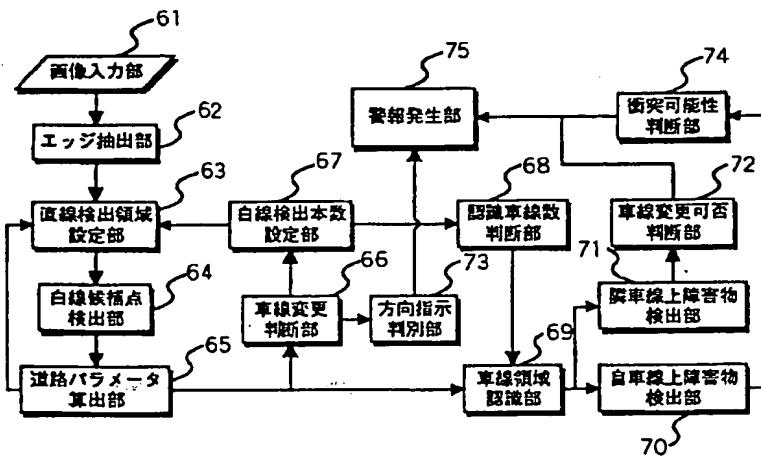 61
画像入力部
62
エッジ抽出部
63
直線検出領域
設定部
64
白線候補点
検出部
65
道路パラメータ
算出部
66
車線変更
判断部
67
白線検出本数
設定部
68
認識車線数
判断部
69
車線領域
認識部
70
自車線上障害物
検出部
71
隣車線上障害物
検出部
72
車線変更可否
判断部
73
方向指示
判別部
74
衝突可能性
判断部
75
警報発生部